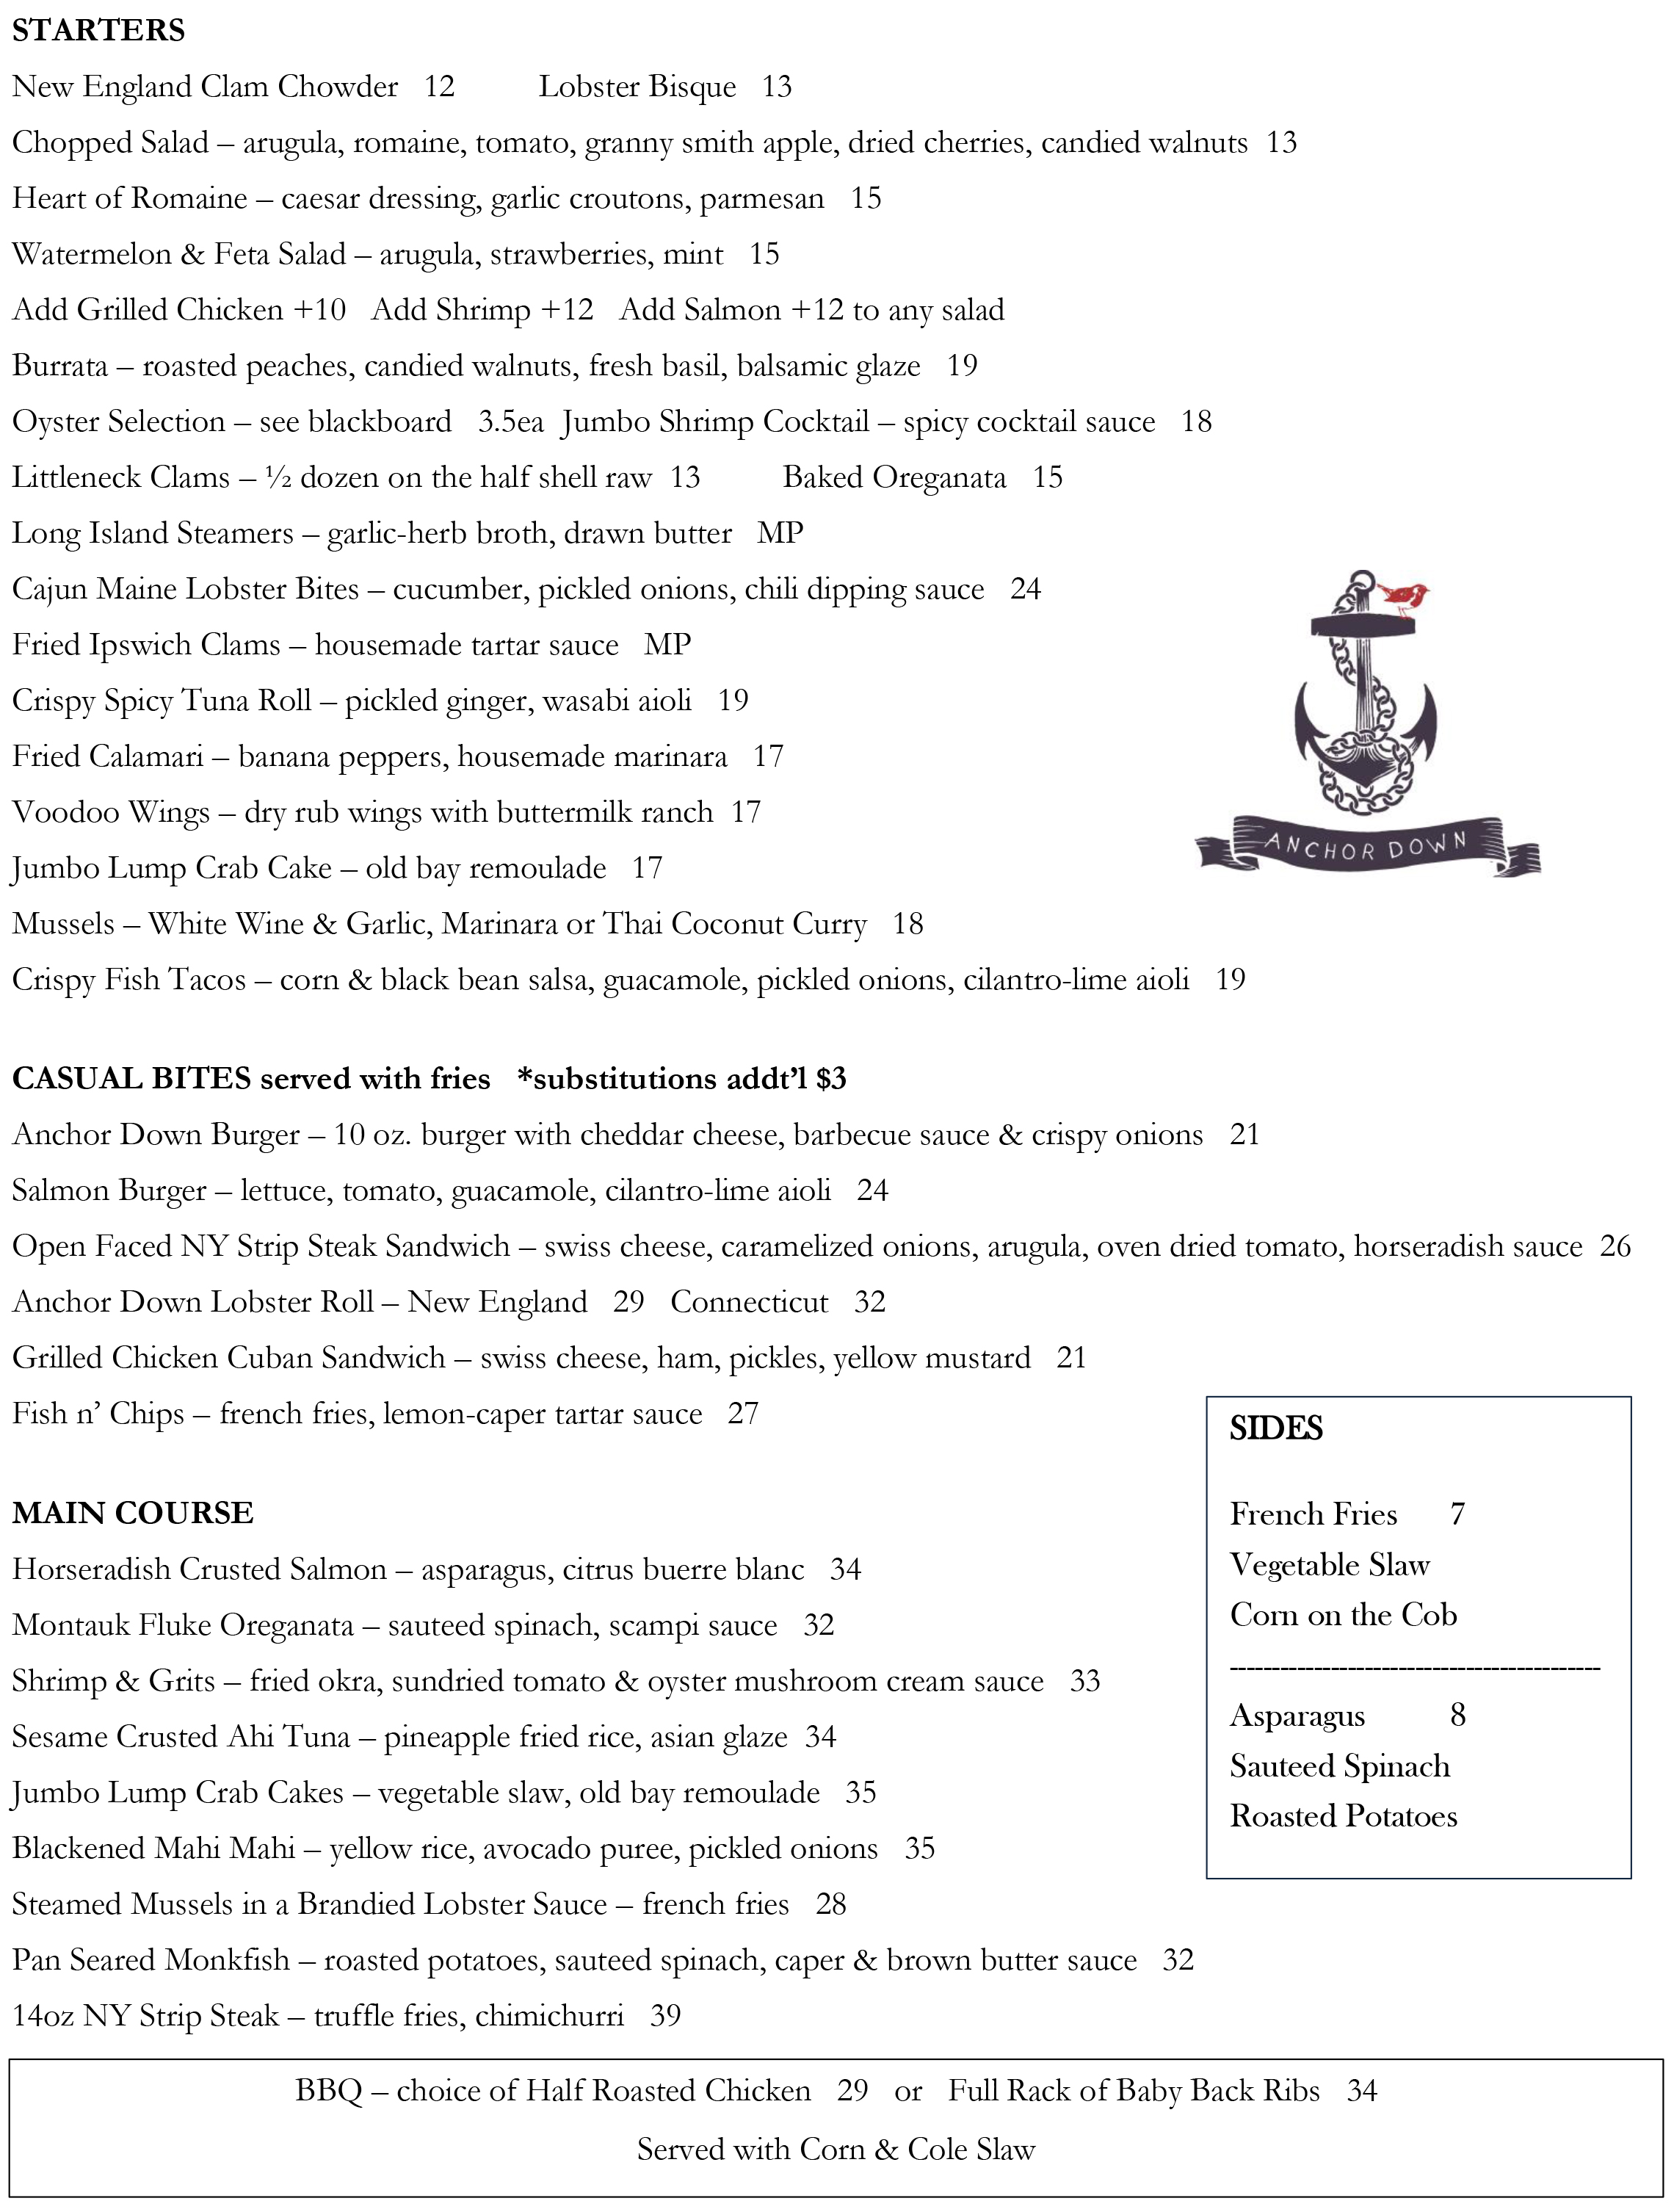 STARTERS
New England Clam Chowder 12 Lobster Bisque 13
Chopped Salad – arugula, romaine, tomato, granny smith apple, dried cherries, candied walnuts 13
Heart of Romaine – caesar dressing, garlic croutons, parmesan 15
Watermelon & Feta Salad – arugula, strawberries, mint 15
Add Grilled Chicken +10 Add Shrimp +12 Add Salmon +12 to any salad
Burrata – roasted peaches, candied walnuts, fresh basil, balsamic glaze 19
Oyster Selection – see blackboard 3.5ea Jumbo Shrimp Cocktail – spicy cocktail sauce 18
Littleneck Clams – ½ dozen on the half shell raw 13 Baked Oreganata 15
Long Island Steamers – garlic-herb broth, drawn butter MP
Cajun Maine Lobster Bites – cucumber, pickled onions, chili dipping sauce 24
Fried Ipswich Clams – housemade tartar sauce MP
Crispy Spicy Tuna Roll – pickled ginger, wasabi aioli 19
Fried Calamari – banana peppers, housemade marinara 17
Voodoo Wings – dry rub wings with buttermilk ranch 17
ANCHOR DOWN
Jumbo Lump Crab Cake – old bay remoulade 17
Mussels – White Wine & Garlic, Marinara or Thai Coconut Curry 18
Crispy Fish Tacos – corn & black bean salsa, guacamole, pickled onions, cilantro-lime aioli 19
CASUAL BITES served with fries *substitutions addt’l $3
Anchor Down Burger – 10 oz. burger with cheddar cheese, barbecue sauce & crispy onions 21
Salmon Burger – lettuce, tomato, guacamole, cilantro-lime aioli 24
Open Faced NY Strip Steak Sandwich – swiss cheese, caramelized onions, arugula, oven dried tomato, horseradish sauce 26
Anchor Down Lobster Roll – New England 29 Connecticut 32
Grilled Chicken Cuban Sandwich – swiss cheese, ham, pickles, yellow mustard 21
Fish n’ Chips – french fries, lemon-caper tartar sauce 27
MAIN COURSE
Horseradish Crusted Salmon – asparagus, citrus buerre blanc 34
Montauk Fluke Oreganata – sauteed spinach, scampi sauce 32
Shrimp & Grits – fried okra, sundried tomato & oyster mushroom cream sauce 33
Sesame Crusted Ahi Tuna – pineapple fried rice, asian glaze 34
Jumbo Lump Crab Cakes – vegetable slaw, old bay remoulade 35
Blackened Mahi Mahi – yellow rice, avocado puree, pickled onions 35
Steamed Mussels in a Brandied Lobster Sauce – french fries 28
Pan Seared Monkfish – roasted potatoes, sauteed spinach, caper & brown butter sauce 32
14oz NY Strip Steak – truffle fries, chimichurri 39
SIDES
French Fries 7
Vegetable Slaw
Corn on the Cob
---------------------------------------------
Asparagus 8
Sauteed Spinach
Roasted Potatoes
BBQ – choice of Half Roasted Chicken 29 or Full Rack of Baby Back Ribs 34
Served with Corn & Cole Slaw